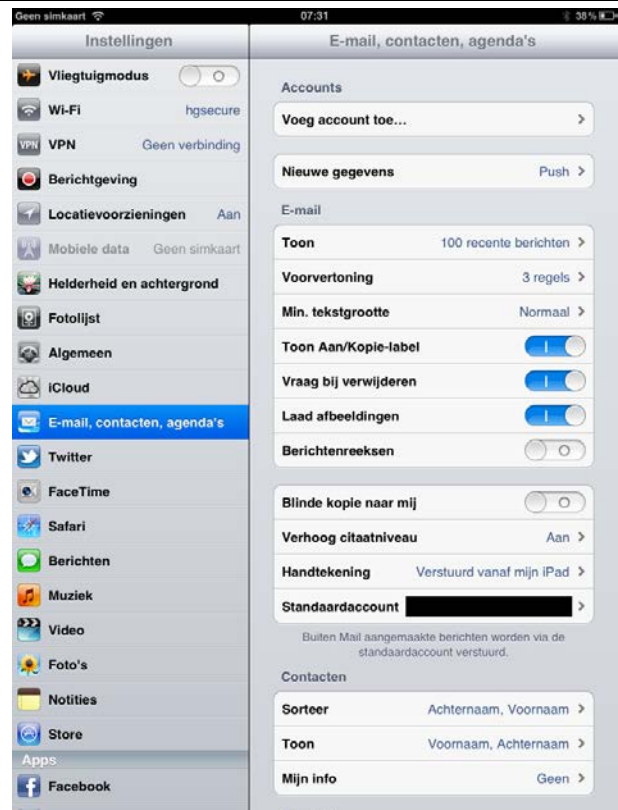 Geen simkaart
07:31
38%
Instellingen
Vliegtuigmodus
Wi-Fi hgsecure
VPN VPN Geen verbinding
Berichtgeving
Locatievoorzieningen Aan
Mobiele data Geen simkaart
Helderheid en achtergrond
Fotolijst
Algemeen
iCloud
E-mail, contacten, agenda's
Twitter
FaceTime
Safari
Berichten
Muziek
Video
Foto's
Notities
Store
Apps
Facebook
E-mail, contacten, agenda's
Accounts
Voeg account toe...
Nieuwe gegevens Push
E-mail
Toon 100 recente berichten
Voorvertoning 3 regels
Min. tekstgrootte Normaal
Toon Aan/Kopie-label
Vraag bij verwijderen
Laad afbeeldingen
Berichtenreeksen
Blinde kopie naar mij
Verhoog citaatniveau Aan
Handtekening Verstuurd vanaf mijn iPad
Standaardaccount
Buiten Mail aangemaakte berichten worden via de
standaardaccount verstuurd.
Contacten
Sorteer Achternaam, Voornaam
Toon Voornaam, Achternaam
Mijn info Geen